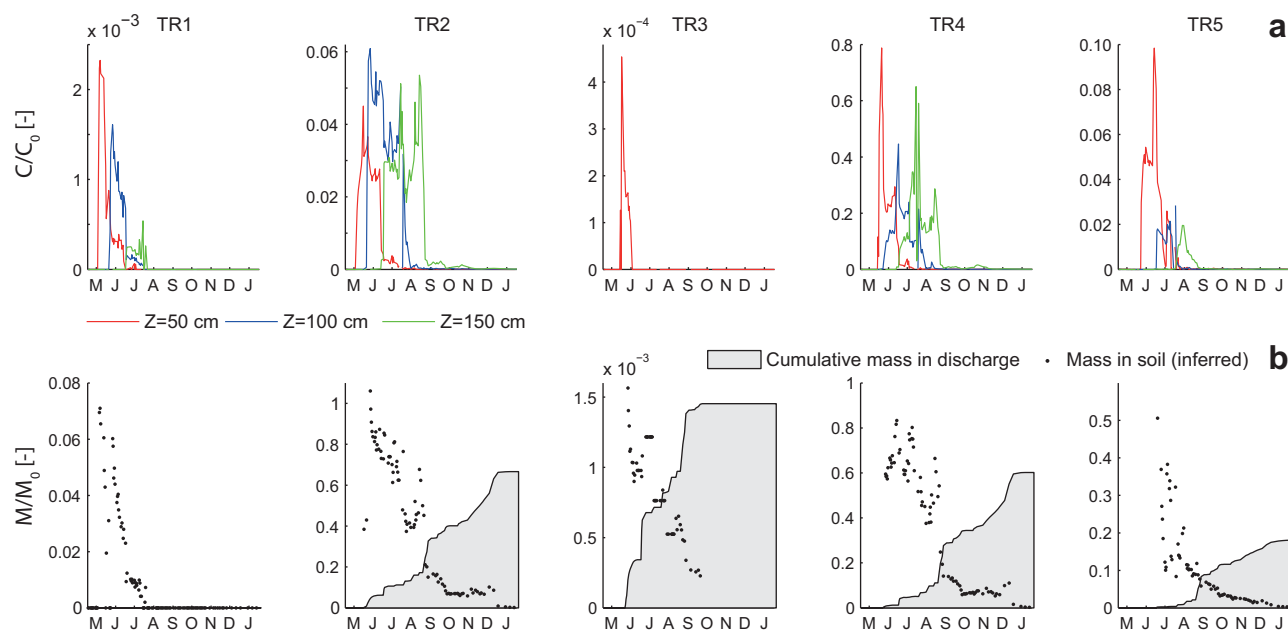 TR1 TR2 TR3 TR4 TR5 a
x 10⁻³ x 10⁻⁴
C/C₀ [-]
2 0.06 4 0.8 0.10
1 0.04 3 0.6 0.08
0 0.02 2 0.4 0.06
0 1 0.2 0.04
0 0 0.02
0
M J J A S O N D J M J J A S O N D J M J J A S O N D J M J J A S O N D J M J J A S O N D J
Z=50 cm Z=100 cm Z=150 cm
Cumulative mass in discharge Mass in soil (inferred) b
x 10⁻³
M/M₀ [-]
0.08 1 1.5 1 0.5
0.06 0.8 1 0.8 0.4
0.04 0.6 0.5 0.6 0.3
0.02 0.4 0 0.4 0.2
0 0.2 0.2 0.1
0 0 0
M J J A S O N D J M J J A S O N D J M J J A S O N D J M J J A S O N D J M J J A S O N D J